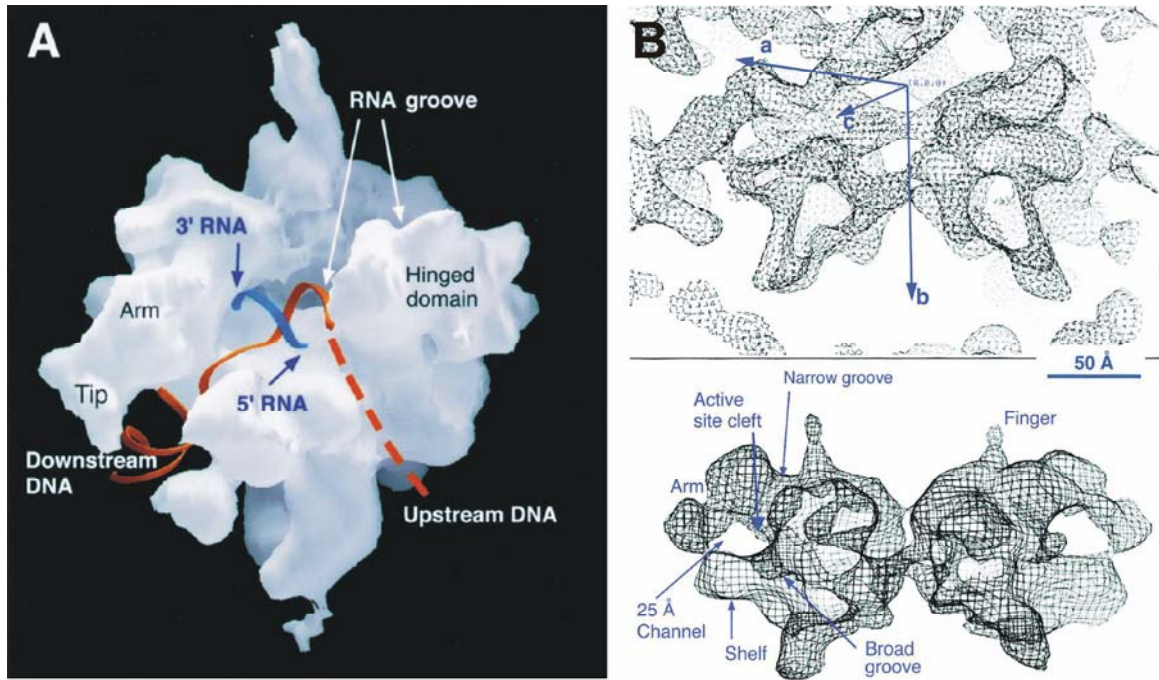 A
RNA groove
3' RNA
Hinged
domain
Arm
Tip
5' RNA
Downstream
DNA
Upstream DNA
B
a
c
b
50 Å
Narrow groove
Active
site cleft
Finger
Arm
25 Å
Channel
Shelf
Broad
groove